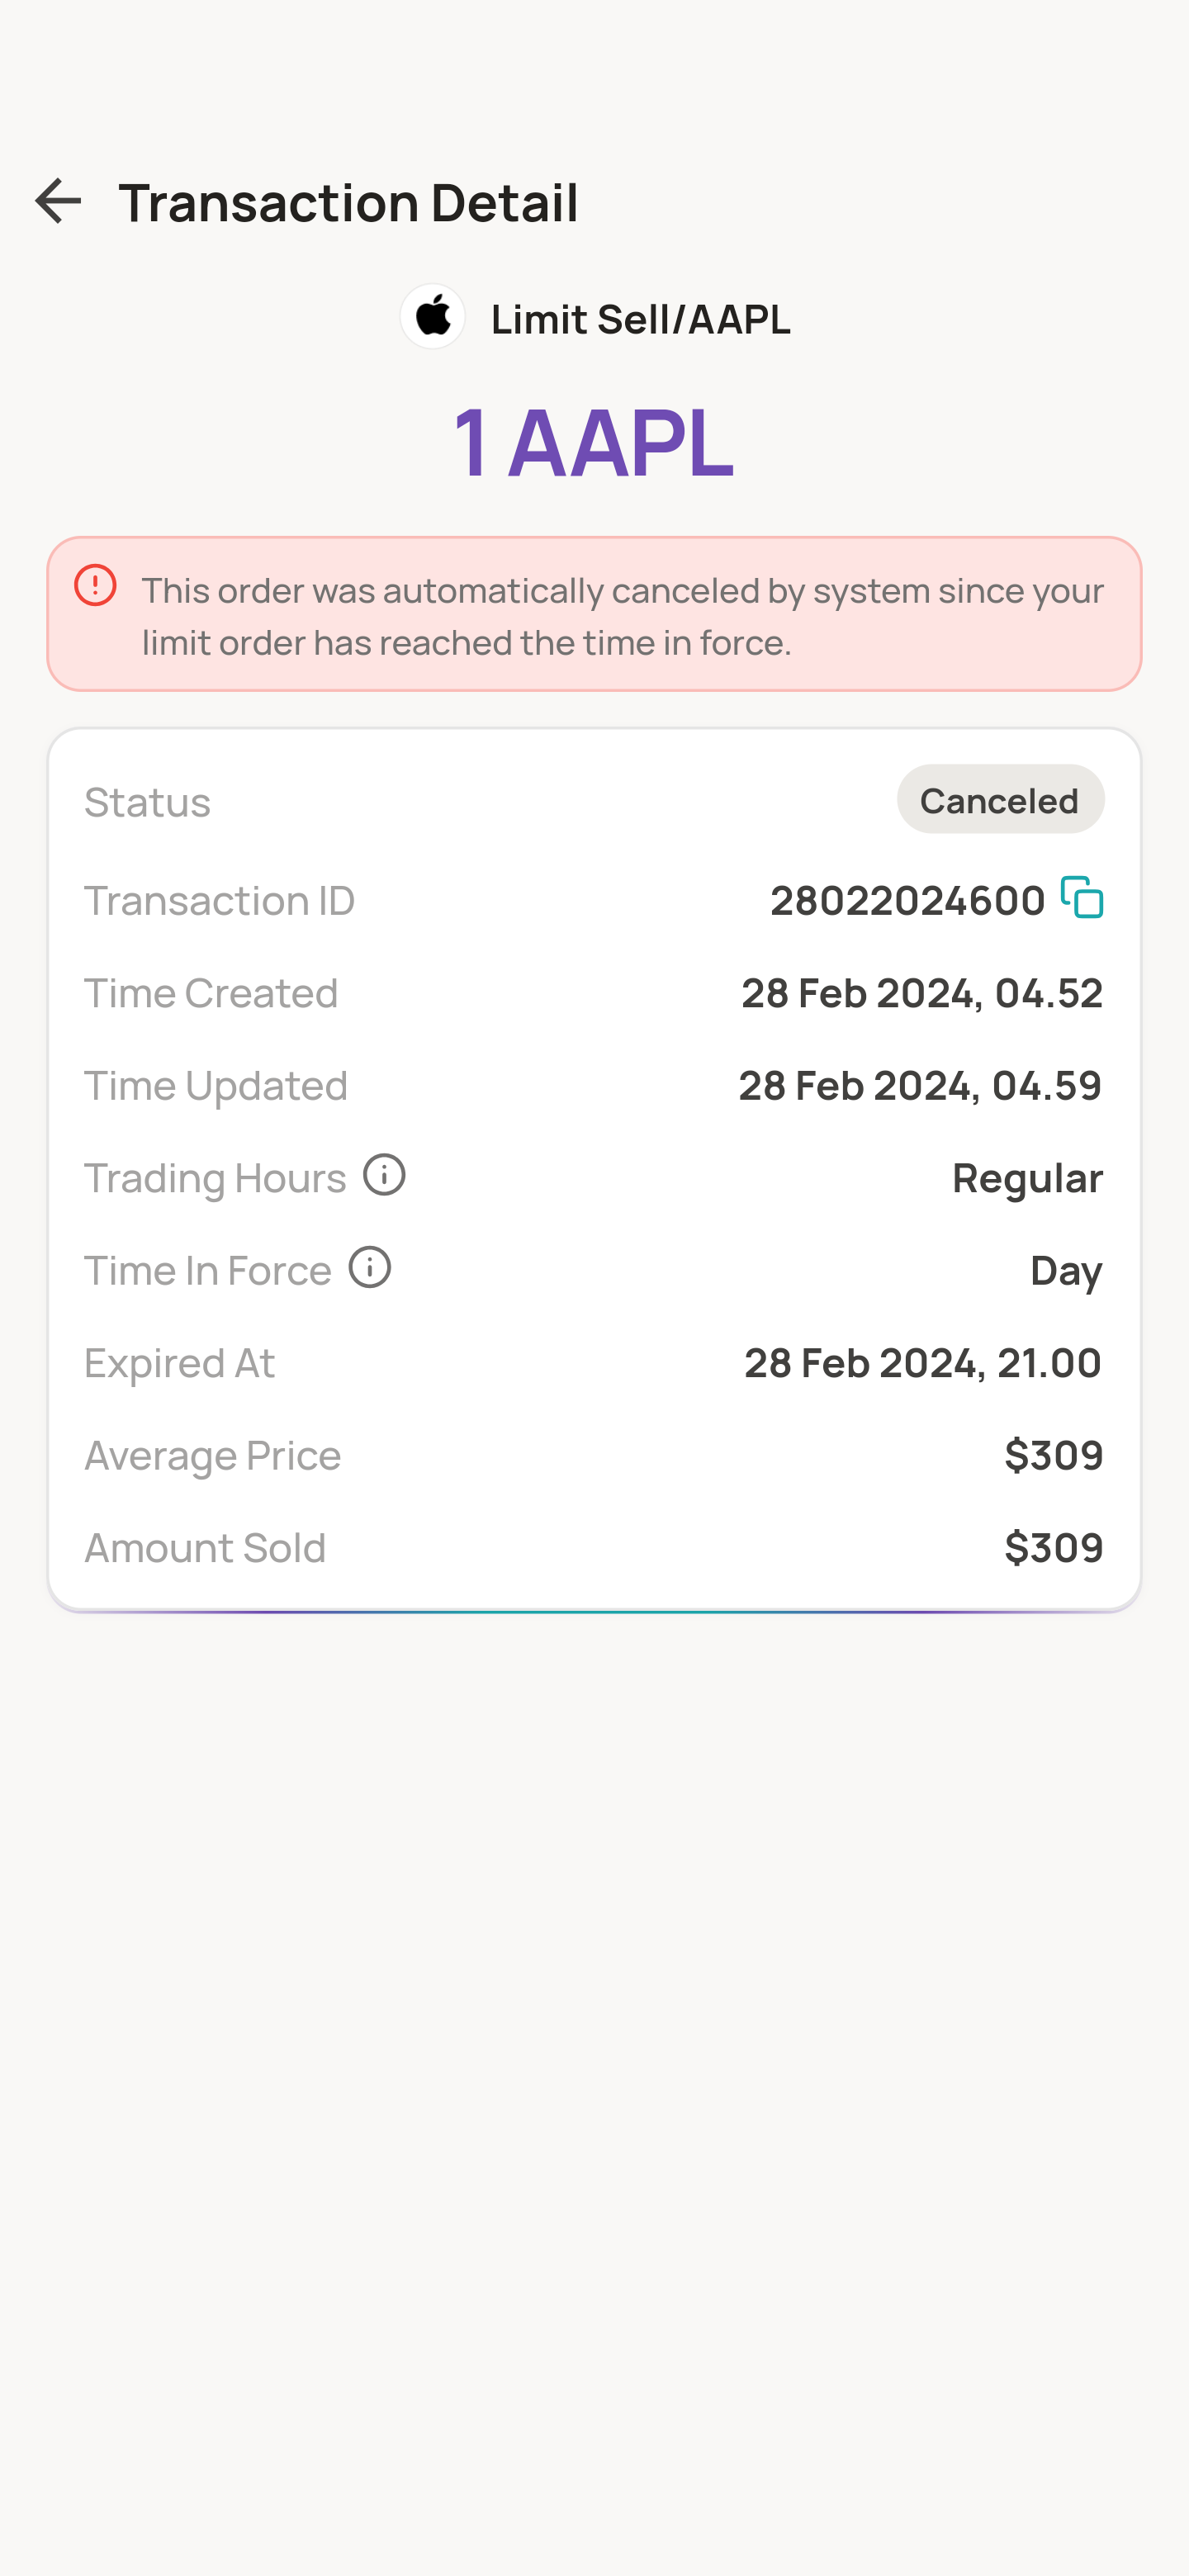 Transaction Detail
Limit Sell/AAPL
1 AAPL
This order was automatically canceled by system since your
limit order has reached the time in force.
Status Canceled
Transaction ID 28022024600
Time Created 28 Feb 2024, 04.52
Time Updated 28 Feb 2024, 04.59
Trading Hours Regular
Time In Force Day
Expired At 28 Feb 2024, 21.00
Average Price $309
Amount Sold $309